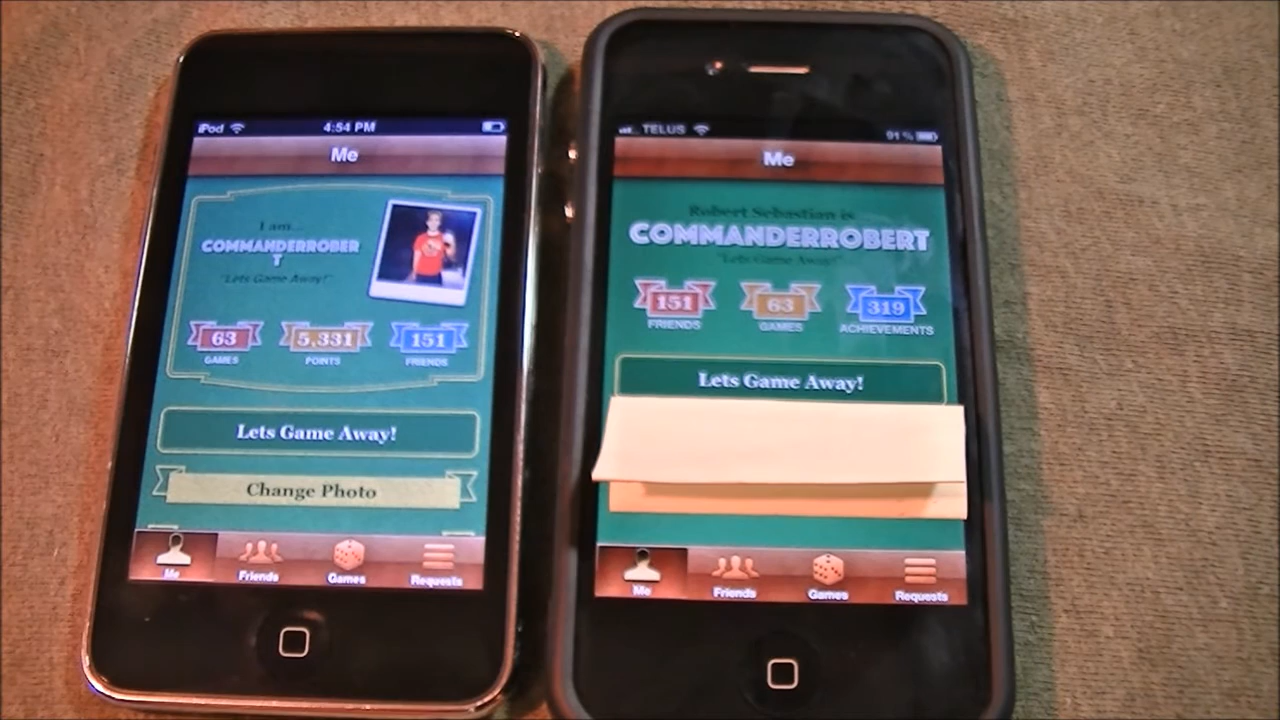 iPod
4:54 PM
Me
I am...
COMMANDERROBER
T
"Lets Game Away!"
63
5,331
151
GAMES
POINTS
FRIENDS
Lets Game Away!
Change Photo
Me
Friends
Games
Requests
TELUS
91 %
Me
Robert Sebastian is
COMMANDERROBERT
"Lets Game Away!"
151
63
319
FRIENDS
GAMES
ACHIEVEMENTS
Lets Game Away!
Me
Friends
Games
Requests